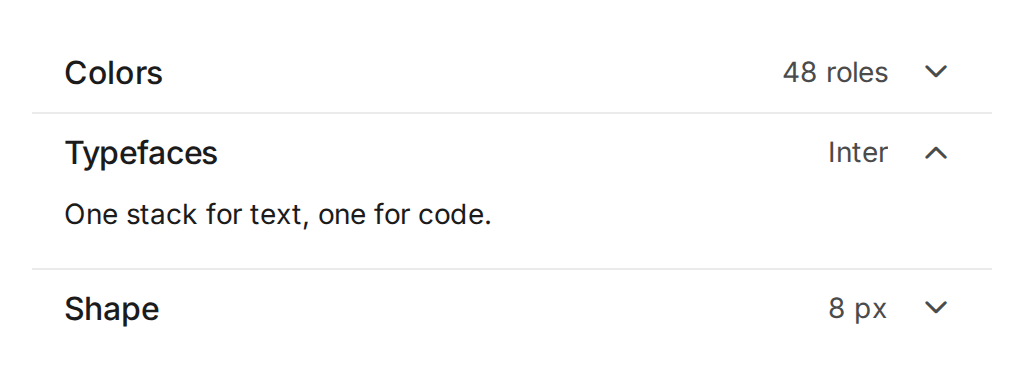 Colors 48 roles
Typefaces Inter
One stack for text, one for code.
Shape 8 px